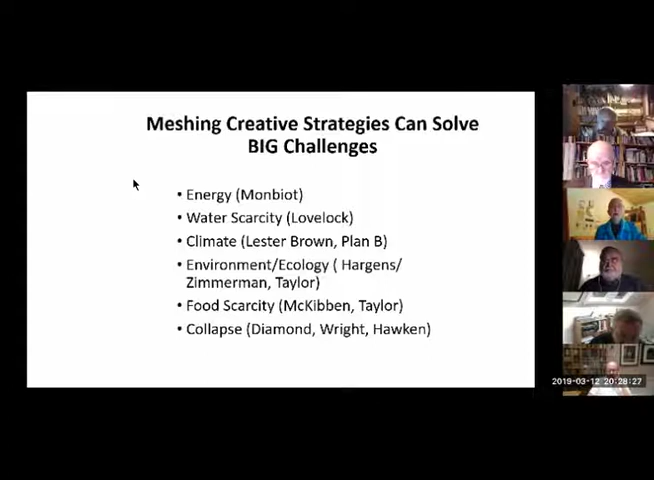 Meshing Creative Strategies Can Solve
BIG Challenges
• Energy (Monbiot)
• Water Scarcity (Lovelock)
• Climate (Lester Brown, Plan B)
• Environment/Ecology ( Hargens/
Zimmerman, Taylor)
• Food Scarcity (McKibben, Taylor)
• Collapse (Diamond, Wright, Hawken)
2019-03-12 20:28:27